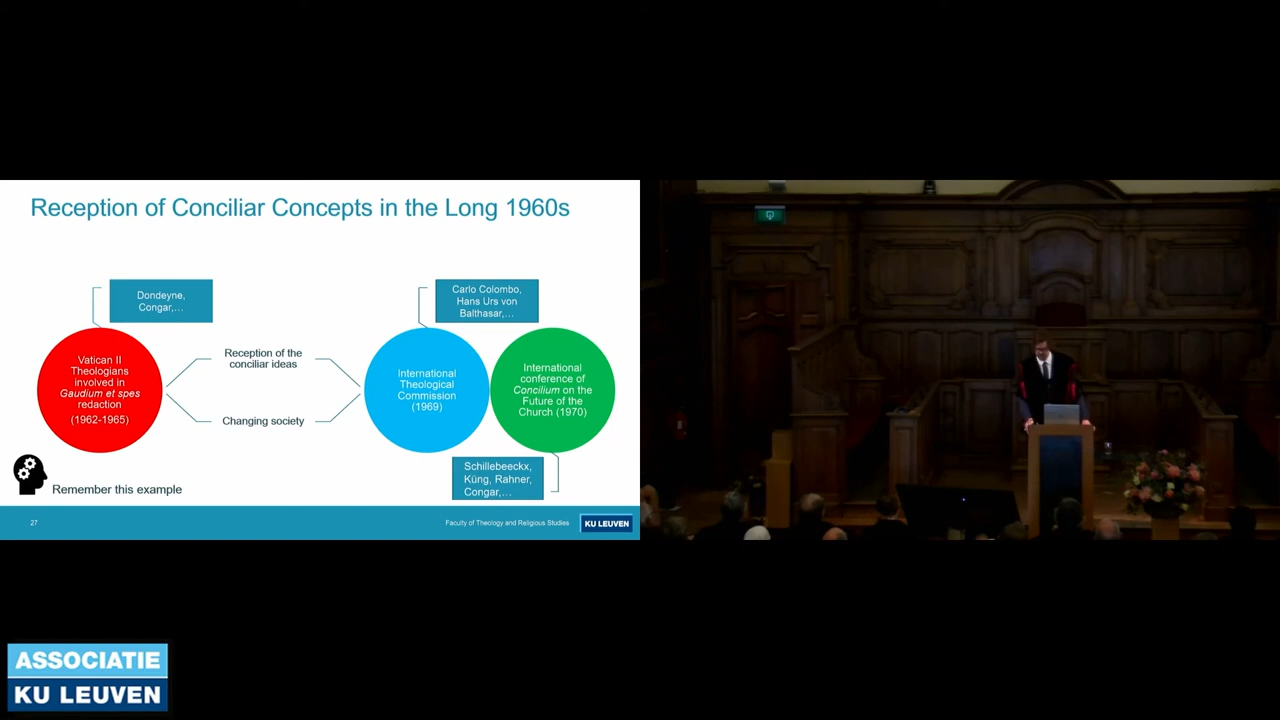 Reception of Conciliar Concepts in the Long 1960s
Dondeyne,
Congar,...
Carlo Colombo,
Hans Urs von
Balthasar,...
Vatican II
Theologians
involved in
Gaudium et spes
redaction
(1962-1965)
Reception of the
conciliar ideas
Changing society
International
Theological
Commission
(1969)
International
conference of
Concilium on the
Future of the
Church (1970)
Schillebeeckx,
Küng, Rahner,
Congar,...
Remember this example
27
Faculty of Theology and Religious Studies
KU LEUVEN
ASSOCIATIE
KU LEUVEN